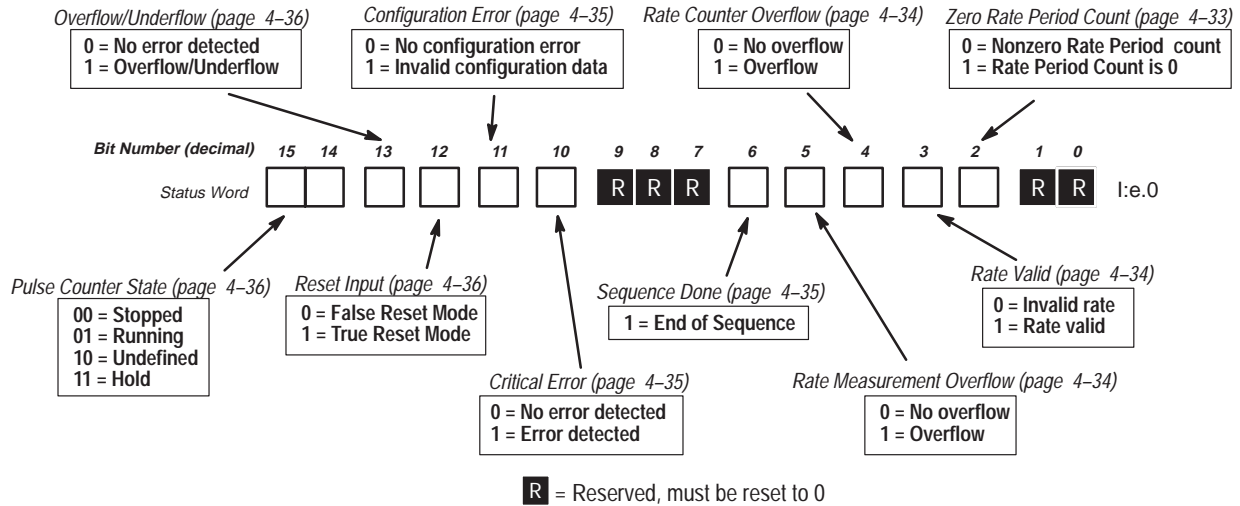 Overflow/Underflow (page 4–36)
0 = No error detected
1 = Overflow/Underflow
Configuration Error (page 4–35)
0 = No configuration error
1 = Invalid configuration data
Rate Counter Overflow (page 4–34)
0 = No overflow
1 = Overflow
Zero Rate Period Count (page 4–33)
0 = Nonzero Rate Period count
1 = Rate Period Count is 0
Bit Number (decimal) 15 14 13 12 11 10 9 8 7 6 5 4 3 2 1 0
Status Word R R R R R I:e.0
Pulse Counter State (page 4–36)
00 = Stopped
01 = Running
10 = Undefined
11 = Hold
Reset Input (page 4–36)
0 = False Reset Mode
1 = True Reset Mode
Critical Error (page 4–35)
0 = No error detected
1 = Error detected
Sequence Done (page 4–35)
1 = End of Sequence
Rate Measurement Overflow (page 4–34)
0 = No overflow
1 = Overflow
Rate Valid (page 4–34)
0 = Invalid rate
1 = Rate valid
R = Reserved, must be reset to 0